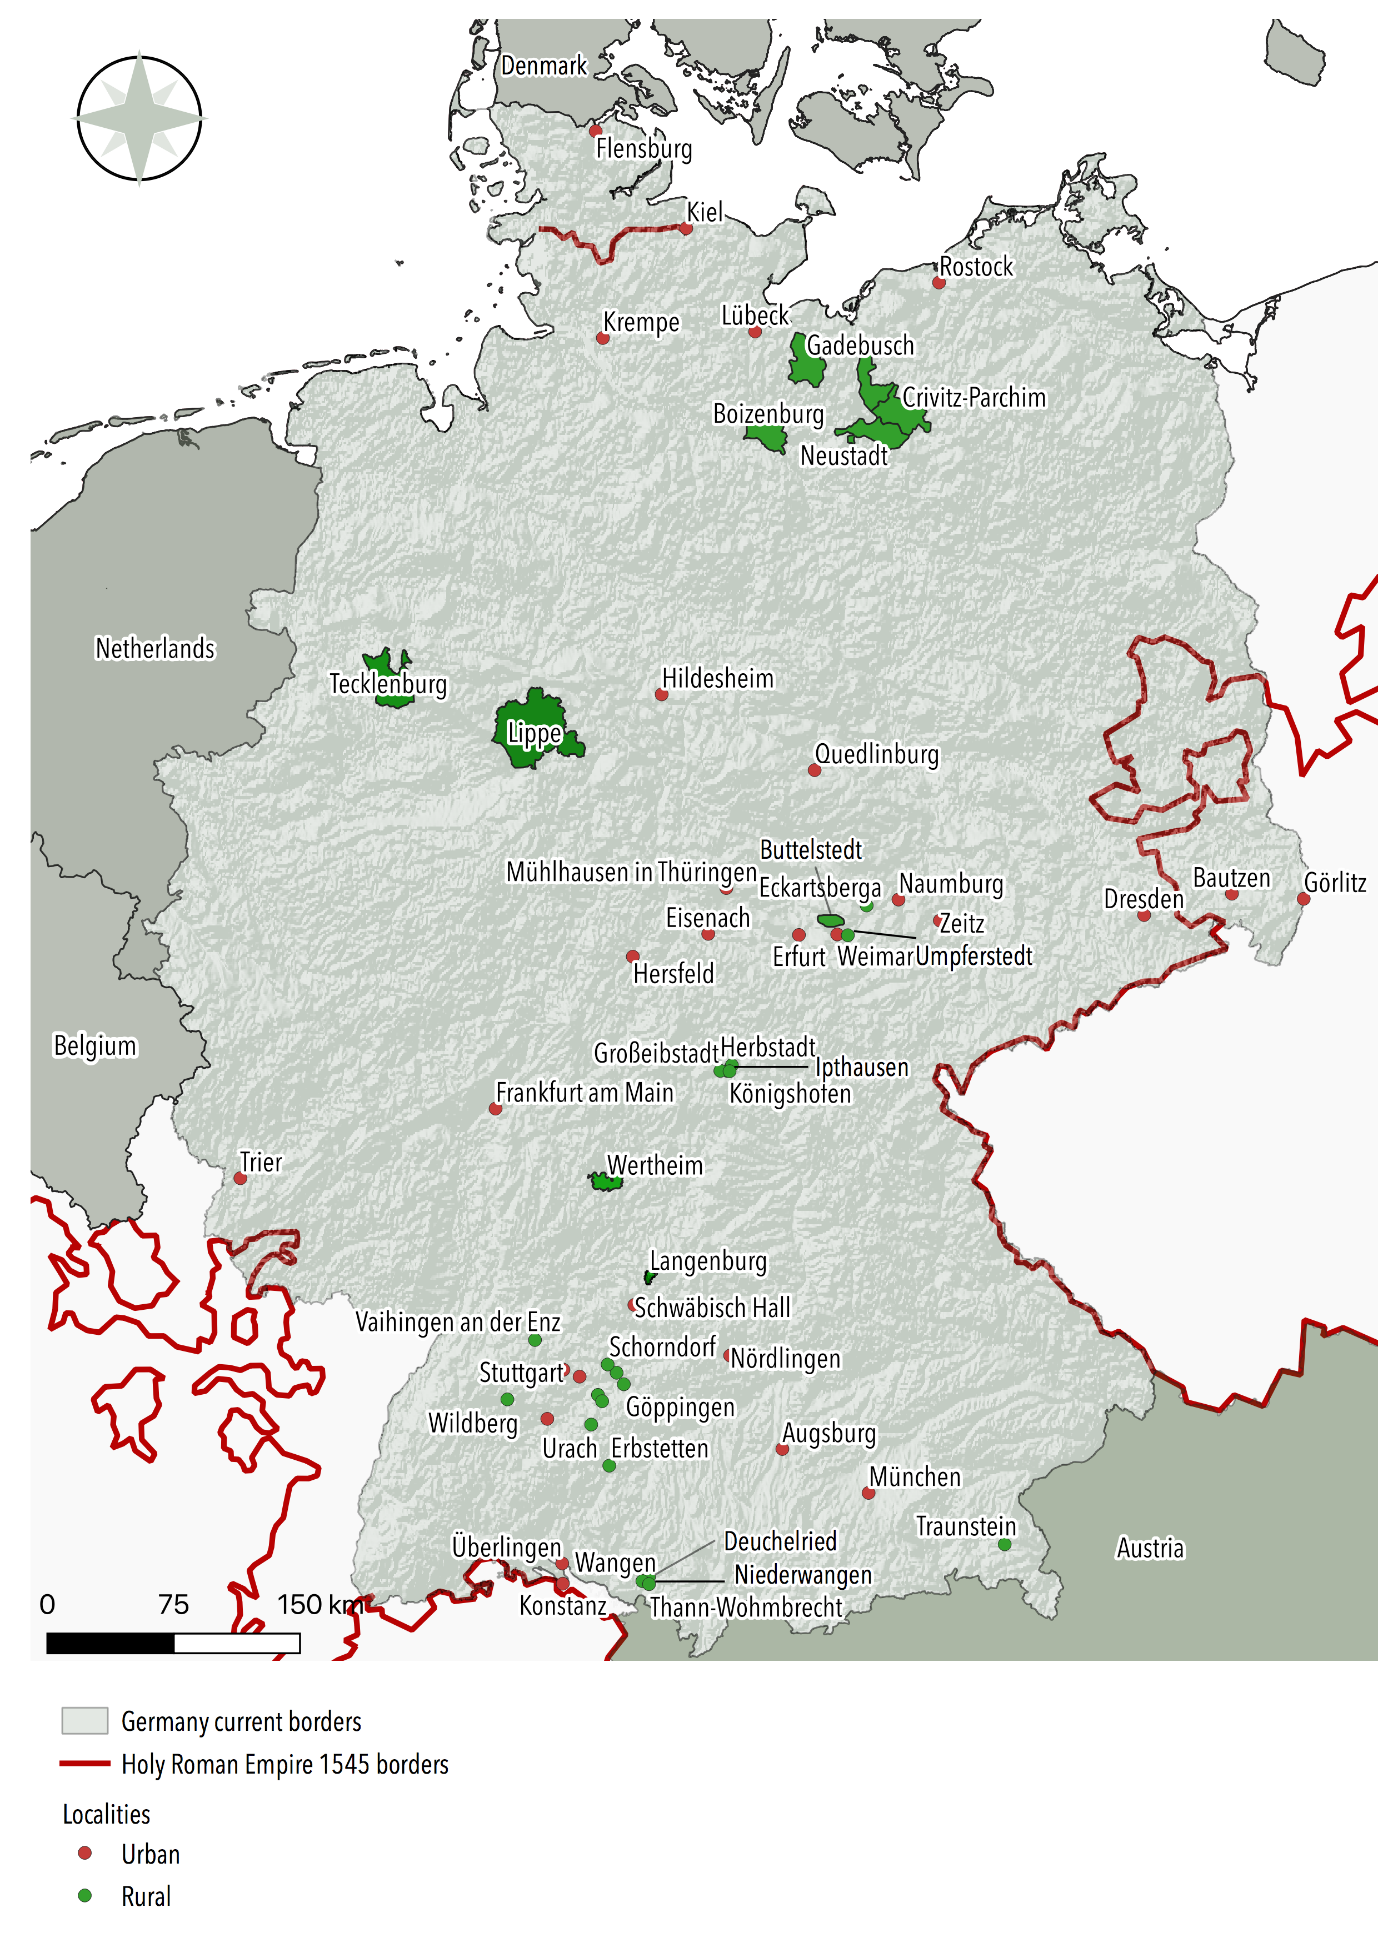 Denmark
Flensburg
Kiel
Rostock
Lübeck
Krempe
Gadebusch
Crivitz-Parchim
Boizenburg
Neustadt
Netherlands
Tecklenburg
Hildesheim
Lippe
Quedlinburg
Buttelstedt
Mühlhausen in Thüringen
Eckartsberga
Naumburg
Bautzen
Görlitz
Dresden
Eisenach
Zeitz
Erfurt
Weimar
Umpferstedt
Hersfeld
Belgium
Großeibstadt
Herbstadt
Ipthausen
Königshofen
Frankfurt am Main
Trier
Wertheim
Langenburg
Schwäbisch Hall
Vaihingen an der Enz
Schorndorf
Nördlingen
Stuttgart
Göppingen
Wildberg
Augsburg
Urach
Erbstetten
München
Traunstein
Deuchelried
Austria
Überlingen
Wangen
Niederwangen
Konstanz
Thann-Wohmbrecht
0 75 150 km
Germany current borders
Holy Roman Empire 1545 borders
Localities
Urban
Rural